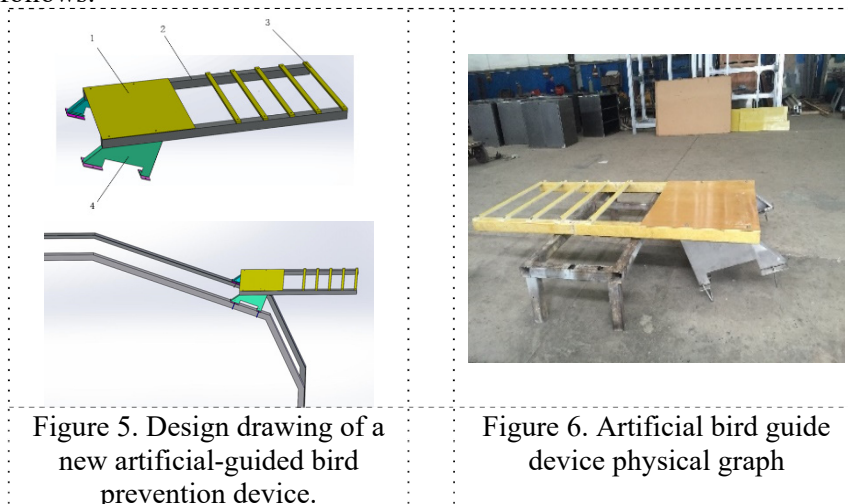 follows:
1
2
3
4
Figure 5. Design drawing of a
new artificial-guided bird
prevention device.
Figure 6. Artificial bird guide
device physical graph